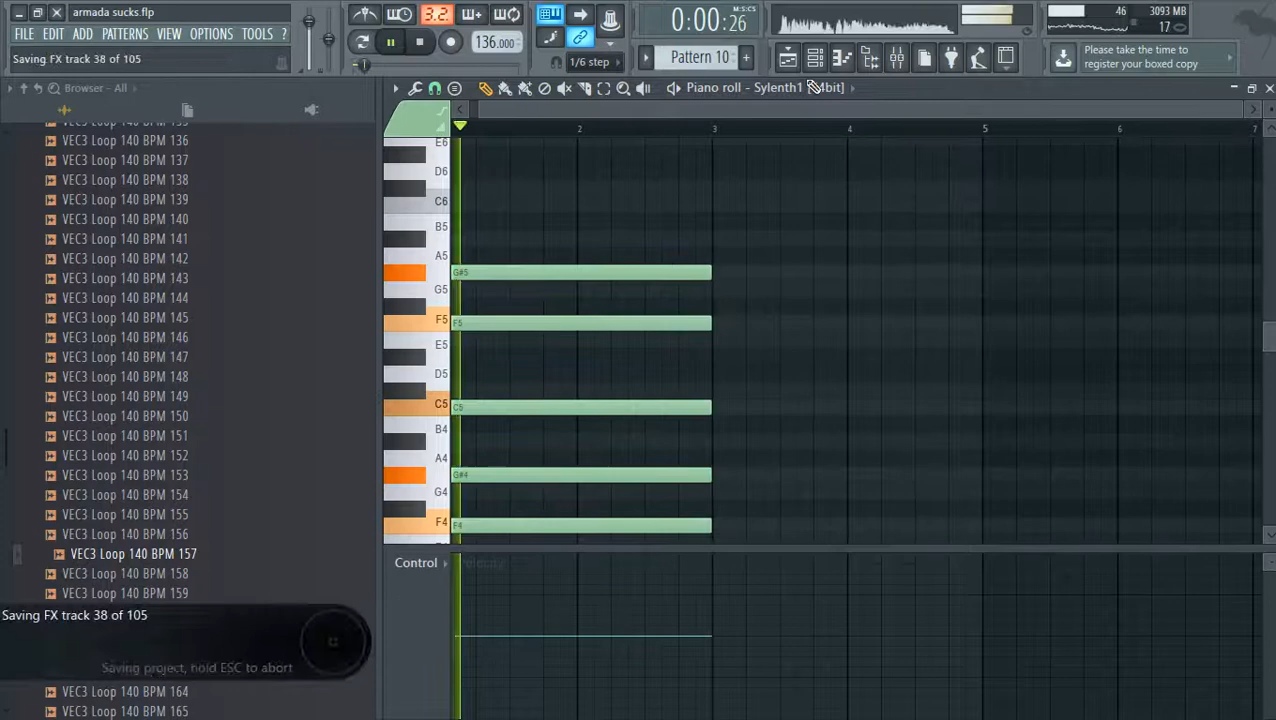 armada sucks.flp
FILE EDIT ADD PATTERNS VIEW OPTIONS TOOLS ?
Saving FX track 38 of 105
3.2
136.000
1/6 step
0:00:26
M:S:CS
Pattern 10
46
3093 MB
17
Please take the time to
register your boxed copy
Browser - All
Piano roll - Sylenth1
VEC3 Loop 140 BPM 136
VEC3 Loop 140 BPM 137
VEC3 Loop 140 BPM 138
VEC3 Loop 140 BPM 139
VEC3 Loop 140 BPM 140
VEC3 Loop 140 BPM 141
VEC3 Loop 140 BPM 142
VEC3 Loop 140 BPM 143
VEC3 Loop 140 BPM 144
VEC3 Loop 140 BPM 145
VEC3 Loop 140 BPM 146
VEC3 Loop 140 BPM 147
VEC3 Loop 140 BPM 148
VEC3 Loop 140 BPM 149
VEC3 Loop 140 BPM 150
VEC3 Loop 140 BPM 151
VEC3 Loop 140 BPM 152
VEC3 Loop 140 BPM 153
VEC3 Loop 140 BPM 154
VEC3 Loop 140 BPM 155
VEC3 Loop 140 BPM 156
VEC3 Loop 140 BPM 157
VEC3 Loop 140 BPM 158
VEC3 Loop 140 BPM 159
Saving FX track 38 of 105
Saving project, hold ESC to abort
VEC3 Loop 140 BPM 164
VEC3 Loop 140 BPM 165
2 3 4 5 6 7
E6
D6
C6
B5
A5
G#5
G5
F5 F5
E5
D5
C5 C5
B4
A4
G#4
G4
F4 F4
Control
Velocity